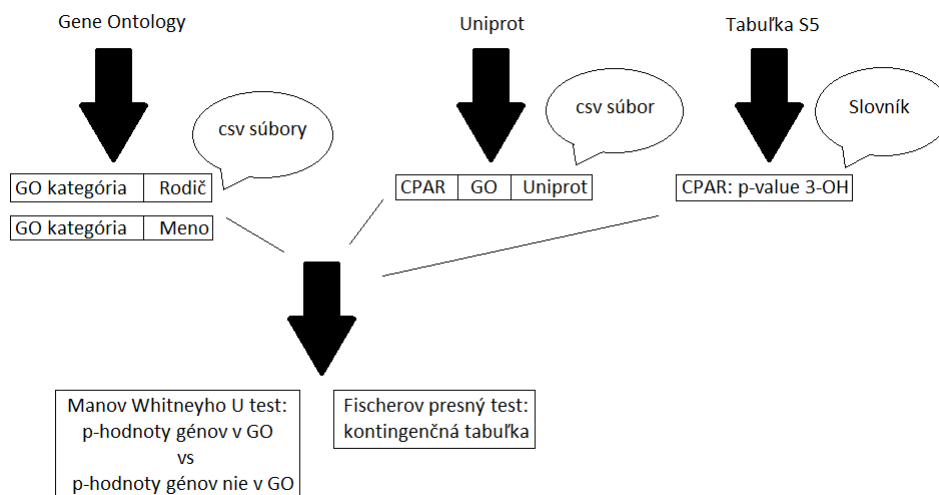 Gene Ontology
Uniprot
Tabuľka S5
csv súbory
csv súbor
Slovník
GO kategória Rodič
GO kategória Meno
CPAR GO Uniprot
CPAR: p-value 3-OH
Manov Whitneyho U test:
p-hodnoty génov v GO
vs
p-hodnoty génov nie v GO
Fischerov presný test:
kontingenčná tabuľka